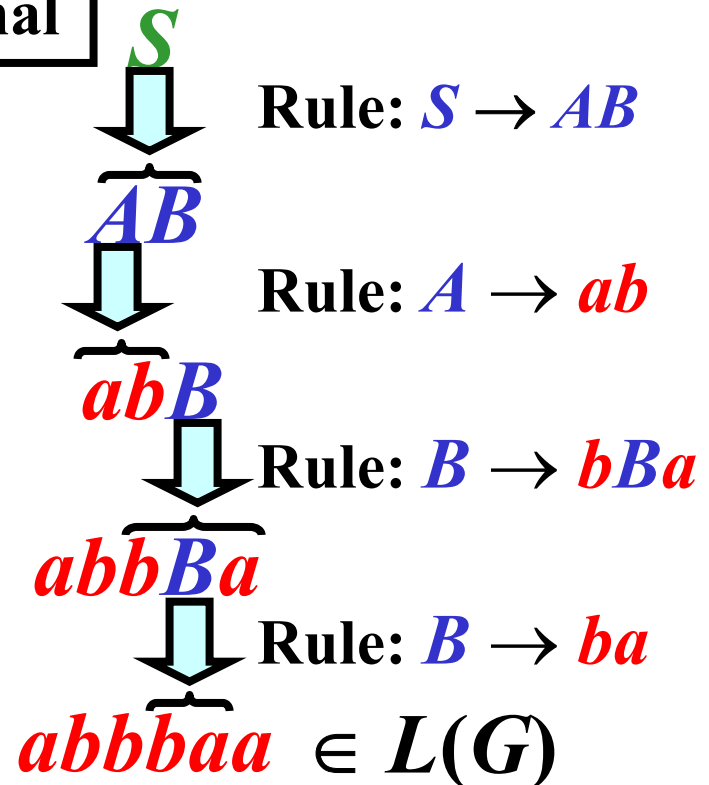 nal
S
Rule: S → AB
AB
Rule: A → ab
abB
Rule: B → bBa
abbBa
Rule: B → ba
abbbaa ∈ L(G)